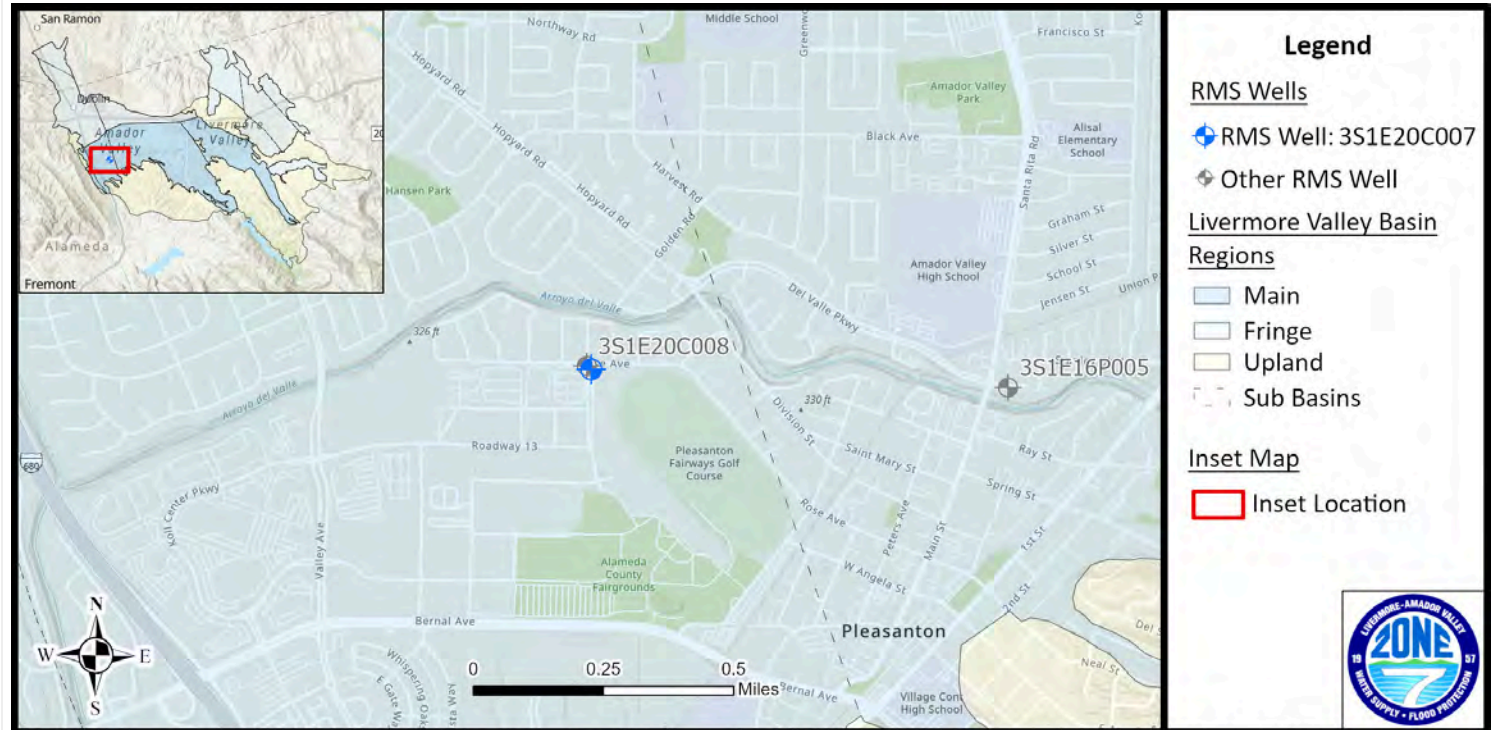 San Ramon
Dublin
Amador
Valley
Livermore
Valley
20
Alameda
Fremont
Northway Rd
Middle School
Francisco St
Hopyard Rd
Amador Valley
Park
Black Ave
Alisal
Elementary
School
Hopyard Rd
Harvest Rd
Santa Rita Rd
Hansen Park
Hopyard Rd
Golden Rd
Graham St
Silver St
School St
Jensen St
Union P
Amador Valley
High School
Del Valle Pkwy
Arroyo del Valle
326 ft
3S1E20C008
e Ave
3S1E16P005
Arroyo del Valle
330 ft
Division St
Roadway 13
Saint Mary St
Ray St
Pleasanton
Fairways Golf
Course
680
Spring St
Koll Center Pkwy
Valley Ave
Rose Ave
Peters Ave
Main St
1st St
Alameda
County
Fairgrounds
W Angela St
2nd St
Bernal Ave
Pleasanton
Del
Neal St
N
W
E
S
Whispering Oak
E Gate Wa
0
0.25
0.5
Miles
Bernal Ave
Village
High School
Legend
RMS Wells
RMS Well: 3S1E20C007
Other RMS Well
Livermore Valley Basin
Regions
Main
Fringe
Upland
Sub Basins
Inset Map
Inset Location
LIVERMORE-AMADOR VALLEY
ZONE
7
19
57
WATER SUPPLY • FLOOD PROTECTION